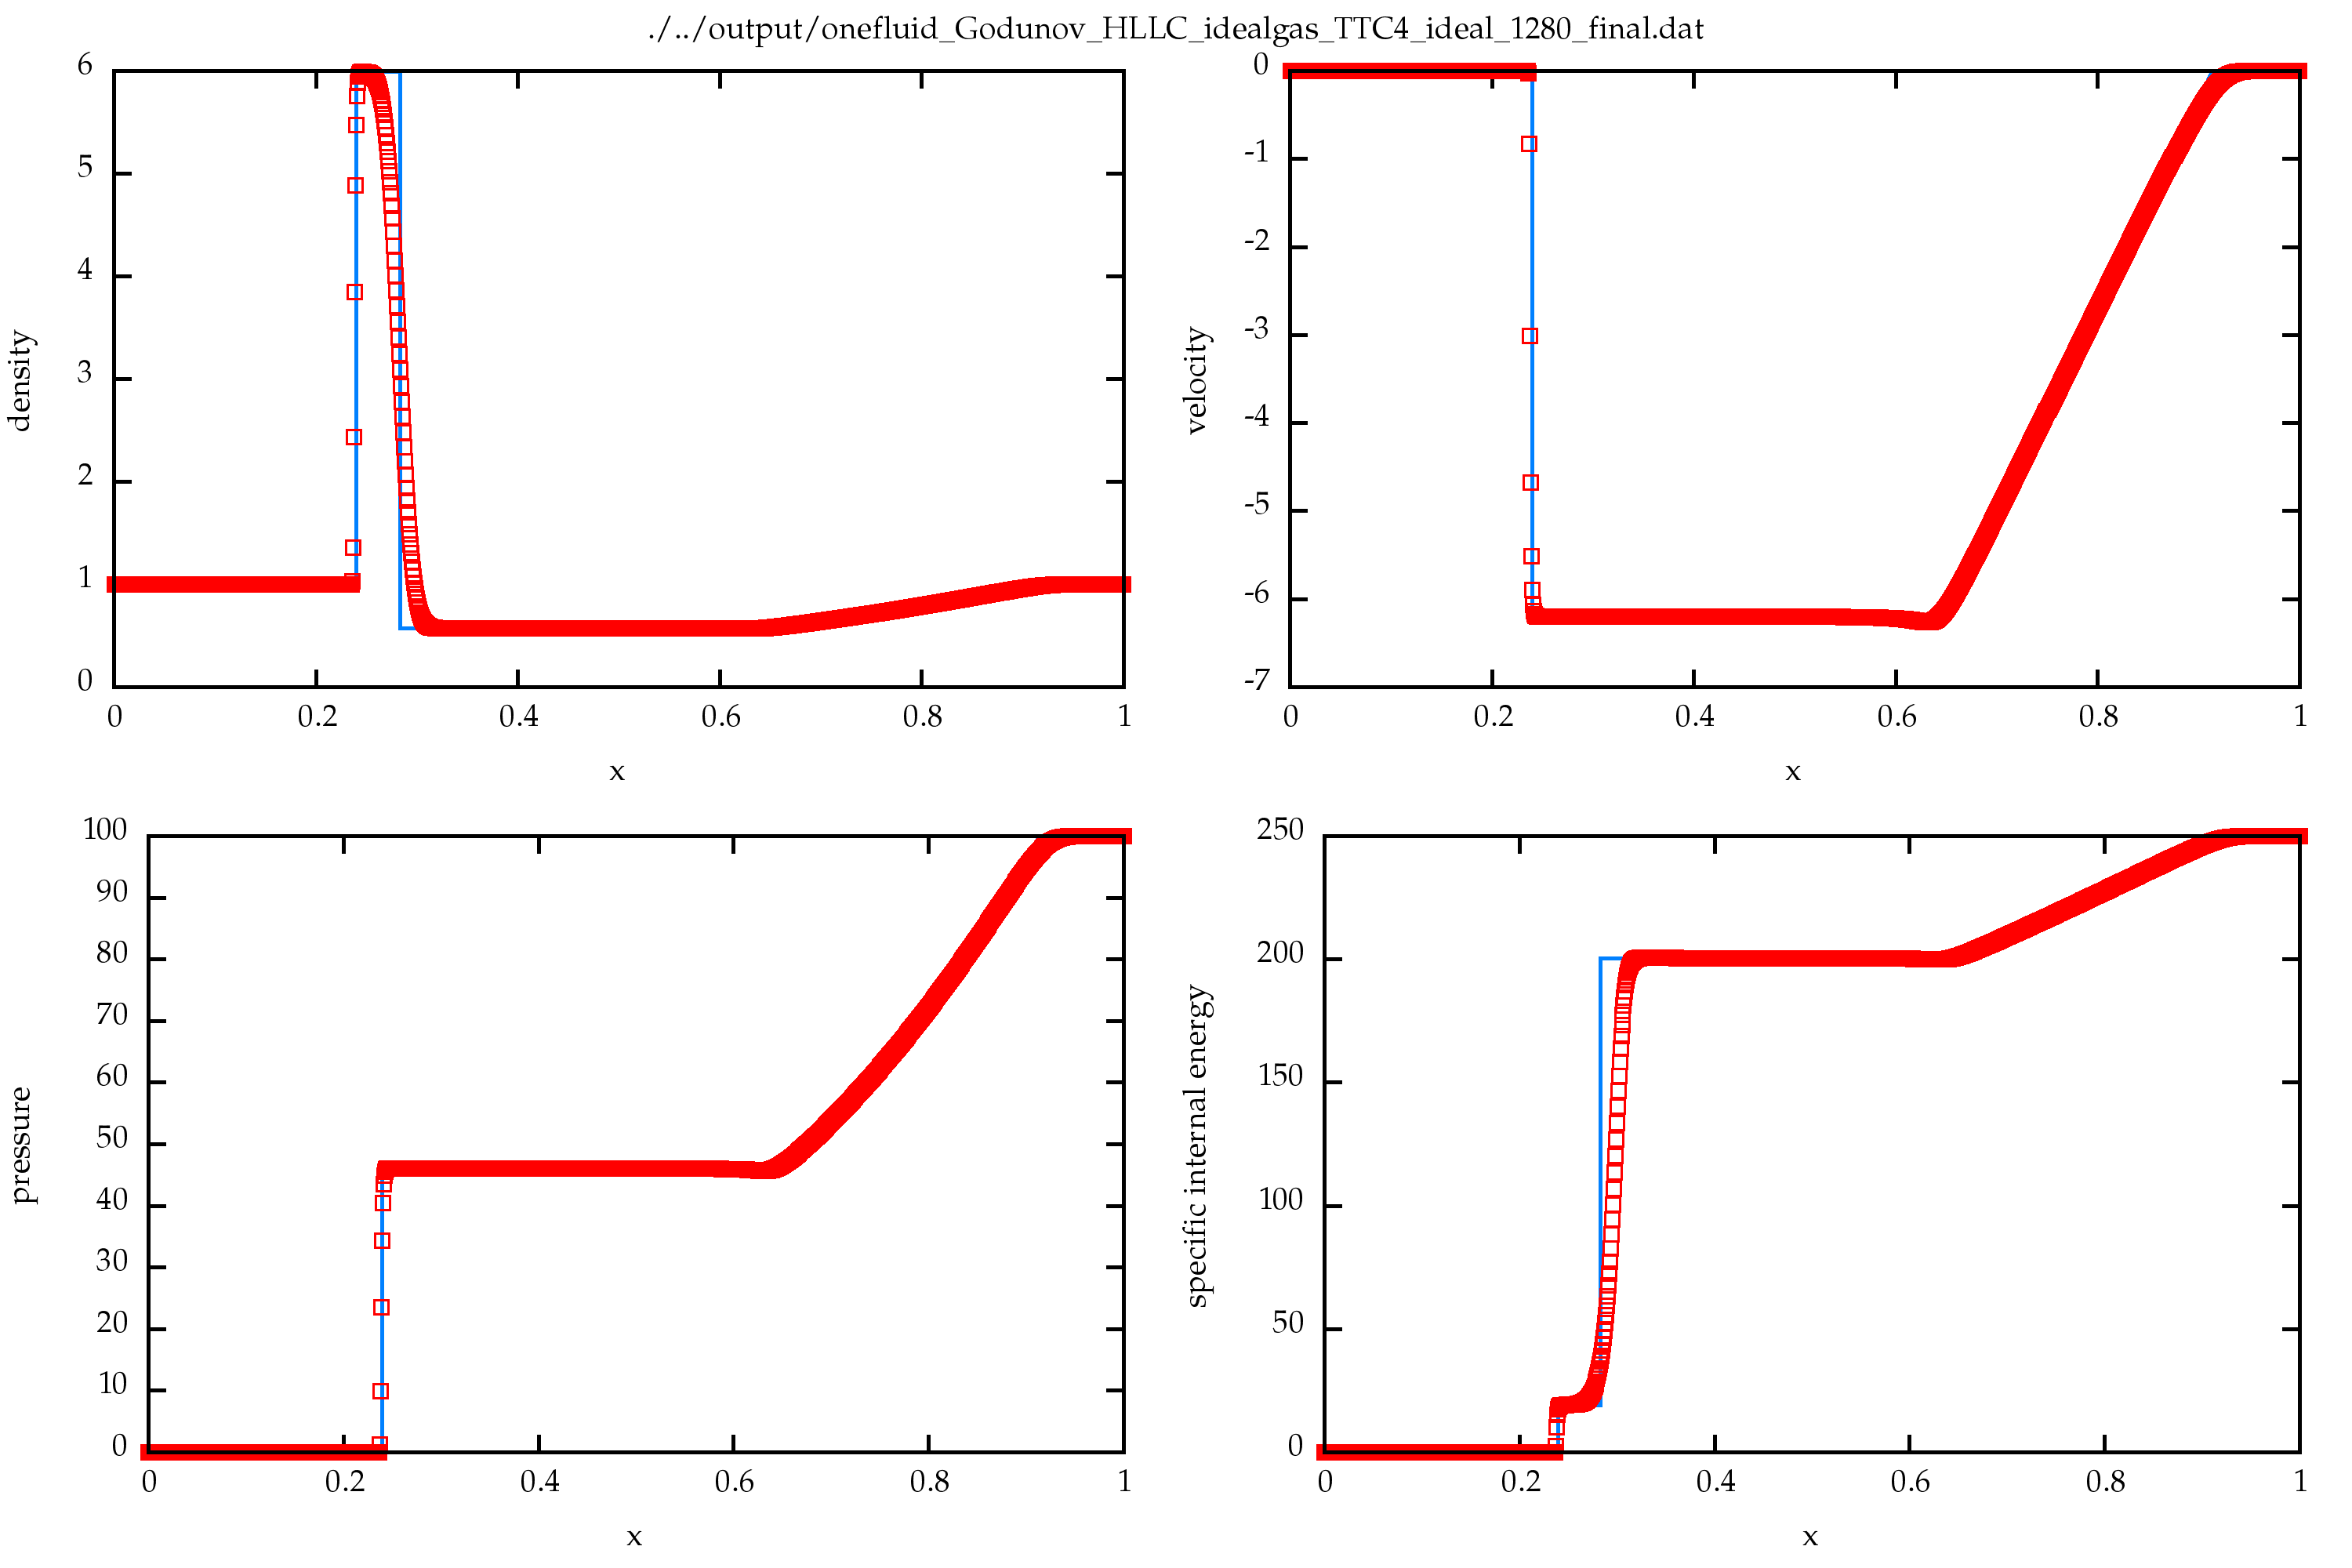 ./../output/onefluid_Godunov_HLLC_idealgas_TTC4_ideal_1280_final.dat
6
5
4
3
2
1
0
density
0 0.2 0.4 0.6 0.8 1
x
0
-1
-2
-3
-4
-5
-6
-7
velocity
0 0.2 0.4 0.6 0.8 1
x
100
90
80
70
60
50
40
30
20
10
0
pressure
0 0.2 0.4 0.6 0.8 1
x
250
200
150
100
50
0
specific internal energy
0 0.2 0.4 0.6 0.8 1
x